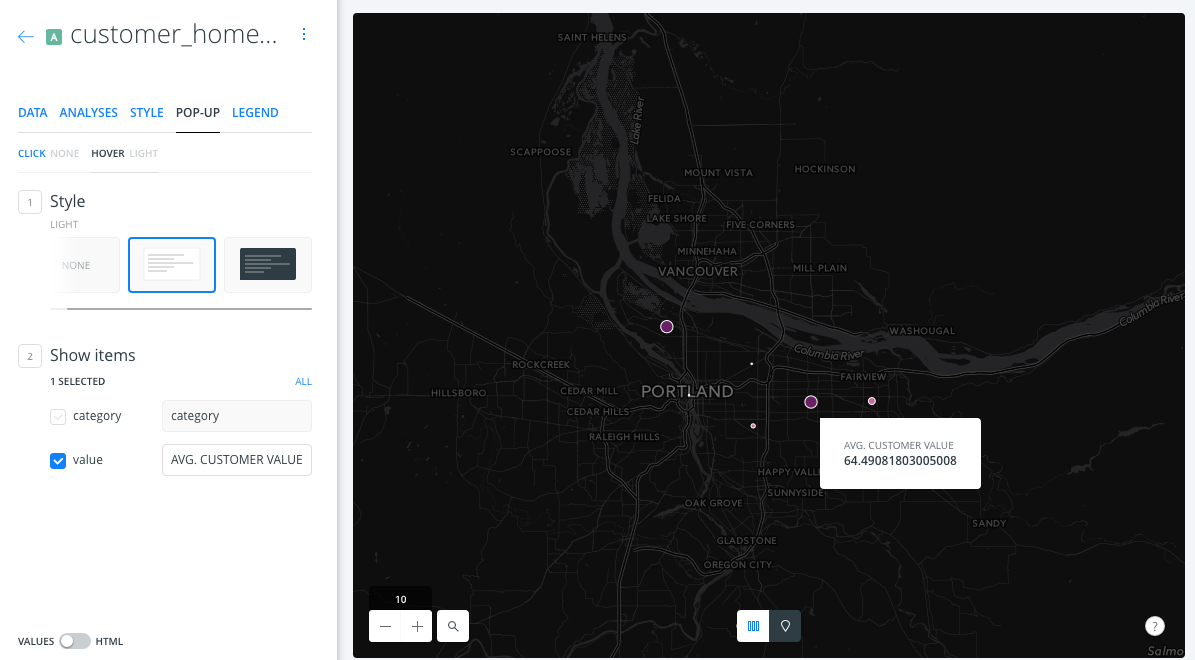 A customer_home...
DATA ANALYSES STYLE POP-UP LEGEND
CLICK NONE HOVER LIGHT
1 Style
LIGHT
NONE
2 Show items
1 SELECTED ALL
category category
value AVG. CUSTOMER VALUE
VALUES HTML
SAINT HELENS
Lake River
SCAPPOOSE
MOUNT VISTA
HOCKINSON
FELIDA
LAKE SHORE
FIVE CORNERS
MINNEHAHA
VANCOUVER
MILL PLAIN
Columbia River
WASHOUGAL
Columbia River
ROCKCREEK
FAIRVIEW
HILLSBORO
CEDAR MILL
PORTLAND
CEDAR HILLS
RALEIGH HILLS
AVG. CUSTOMER VALUE
64.49081803005008
HAPPY VALL
SUNNYSIDE
OAK GROVE
SANDY
GLADSTONE
OREGON CITY
10
?
Salmo